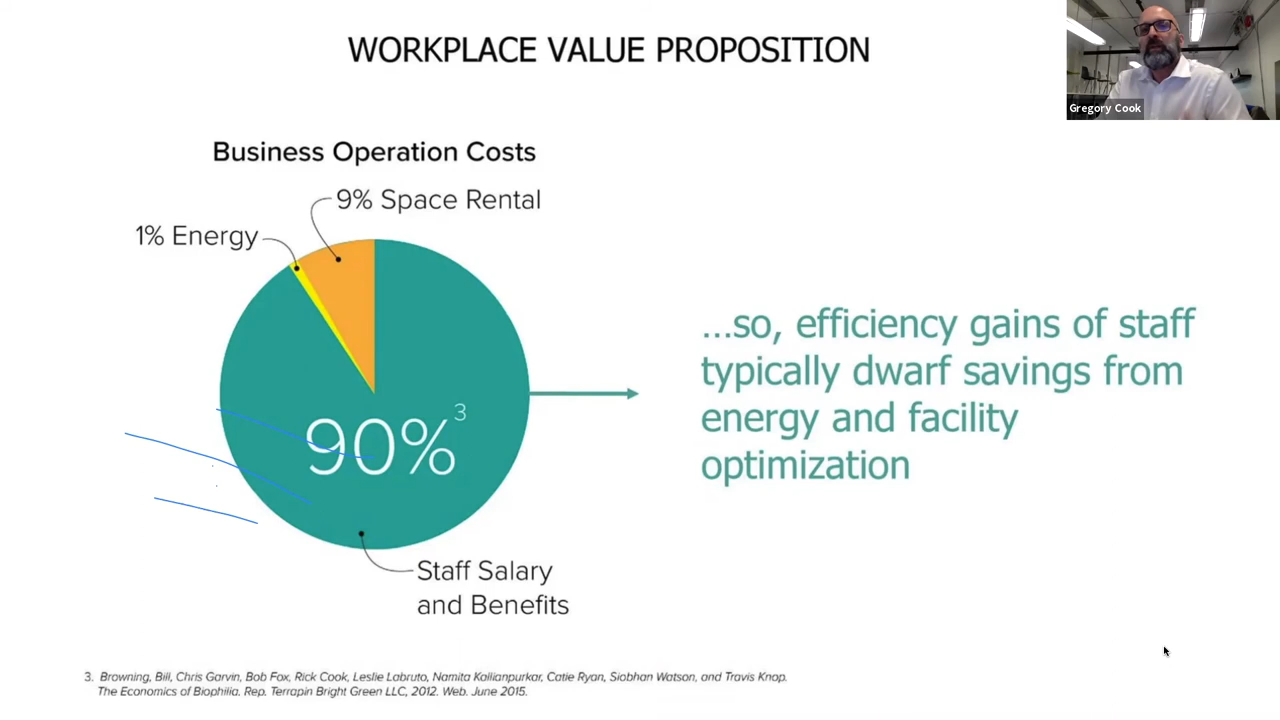 WORKPLACE VALUE PROPOSITION
Gregory Cook
Business Operation Costs
9% Space Rental
1% Energy
...so, efficiency gains of staff
typically dwarf savings from
energy and facility
optimization
90%3
Staff Salary
and Benefits
3. Browning, Bill, Chris Garvin, Bob Fox, Rick Cook, Leslie Labruto, Namita Kallianpurkar, Catie Ryan, Siobhan Watson, and Travis Knop.
The Economics of Biophilia. Rep. Terrapin Bright Green LLC, 2012. Web. June 2015.